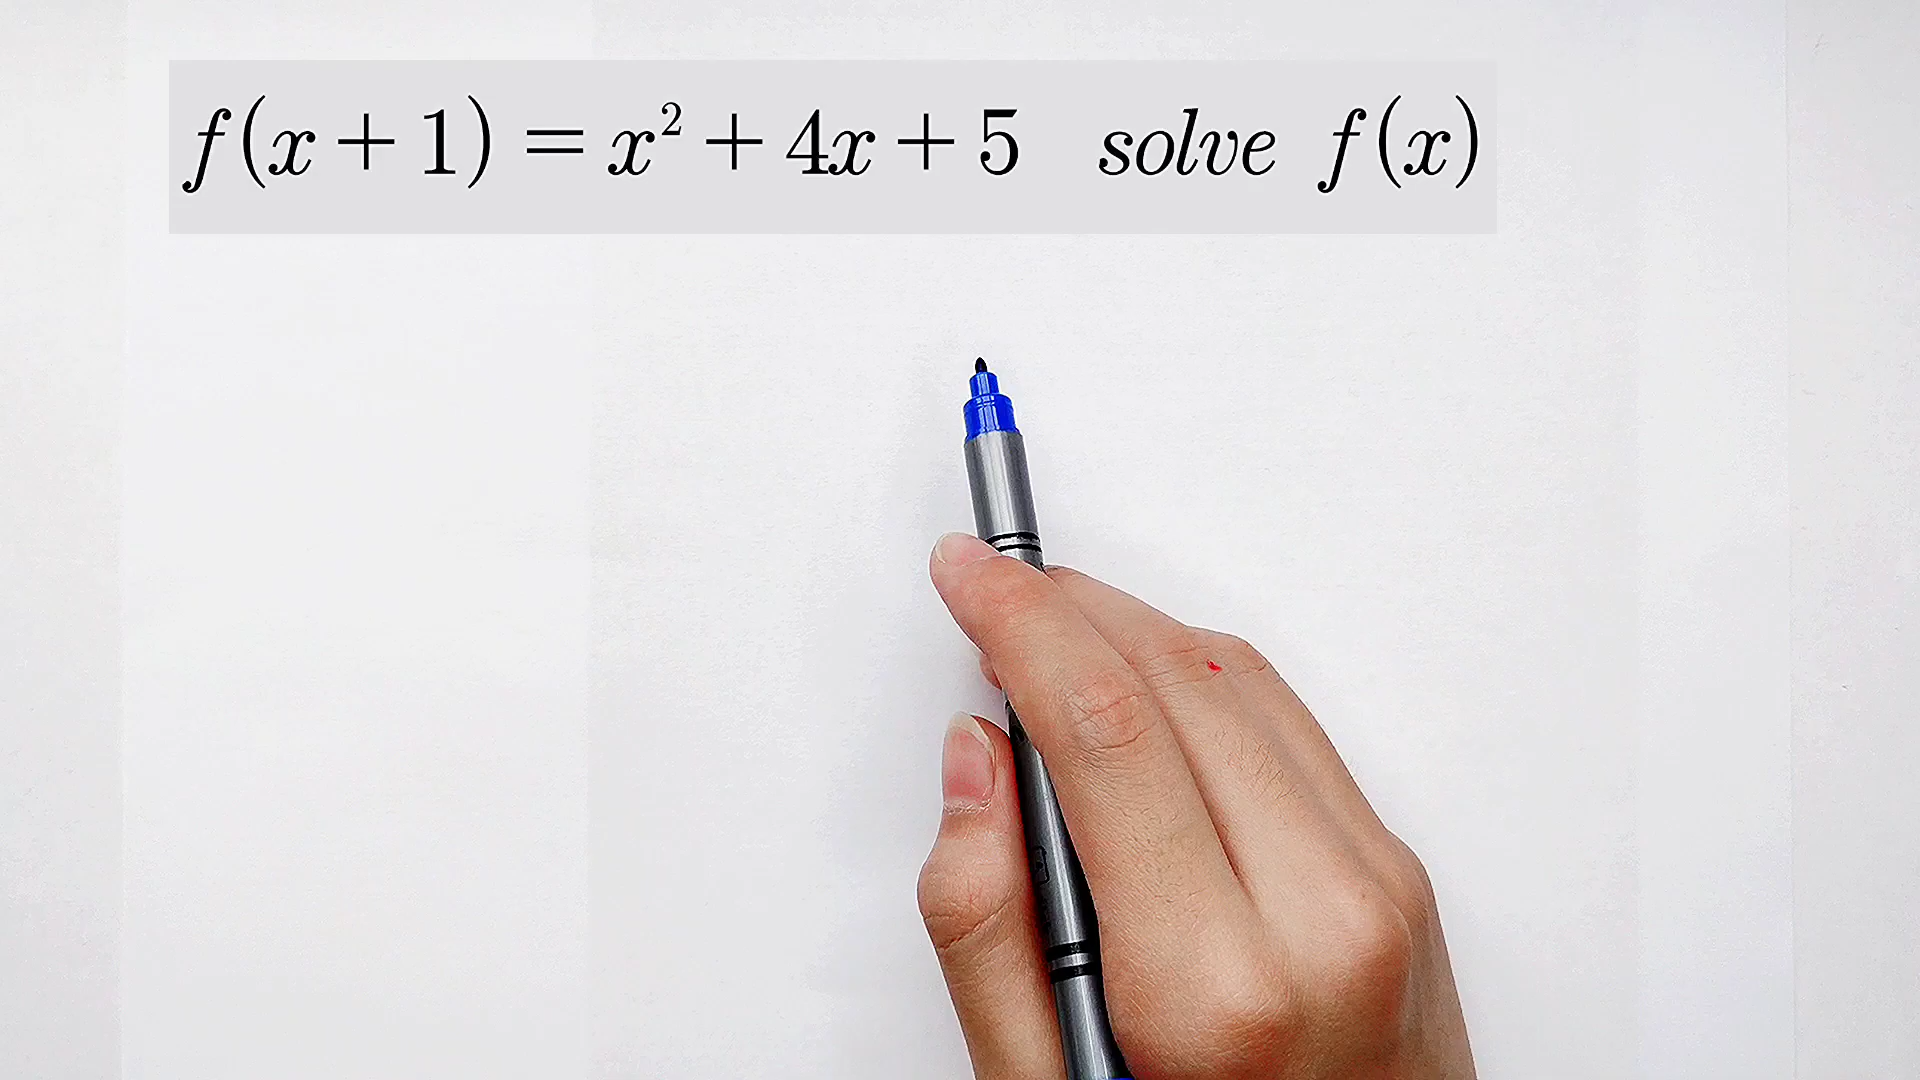 f(x + 1) = x² + 4x + 5 solve f(x)